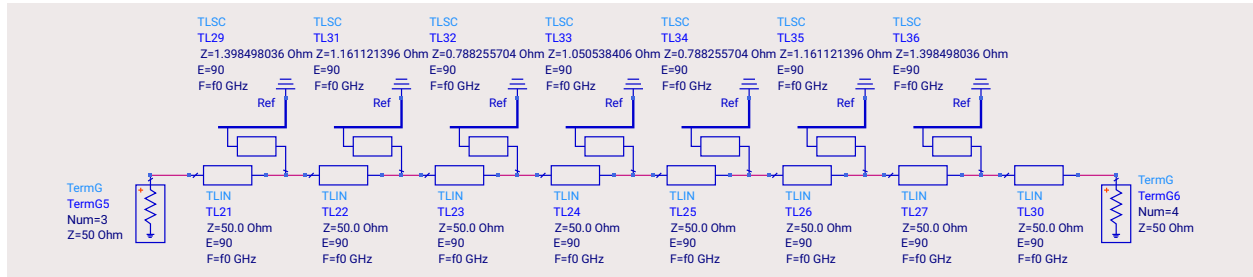 TLSC
TL29
Z=1.398498036 Ohm
E=90
F=f0 GHz
Ref
TLSC
TL31
Z=1.161121396 Ohm
E=90
F=f0 GHz
Ref
TLSC
TL32
Z=0.788255704 Ohm
E=90
F=f0 GHz
Ref
TLSC
TL33
Z=1.050538406 Ohm
E=90
F=f0 GHz
Ref
TLSC
TL34
Z=0.788255704 Ohm
E=90
F=f0 GHz
Ref
TLSC
TL35
Z=1.161121396 Ohm
E=90
F=f0 GHz
Ref
TLSC
TL36
Z=1.398498036 Ohm
E=90
F=f0 GHz
Ref
TermG
TermG5
Num=3
Z=50 Ohm
+
TLIN
TL21
Z=50.0 Ohm
E=90
F=f0 GHz
TLIN
TL22
Z=50.0 Ohm
E=90
F=f0 GHz
TLIN
TL23
Z=50.0 Ohm
E=90
F=f0 GHz
TLIN
TL24
Z=50.0 Ohm
E=90
F=f0 GHz
TLIN
TL25
Z=50.0 Ohm
E=90
F=f0 GHz
TLIN
TL26
Z=50.0 Ohm
E=90
F=f0 GHz
TLIN
TL27
Z=50.0 Ohm
E=90
F=f0 GHz
TLIN
TL30
Z=50.0 Ohm
E=90
F=f0 GHz
+
TermG
TermG6
Num=4
Z=50 Ohm